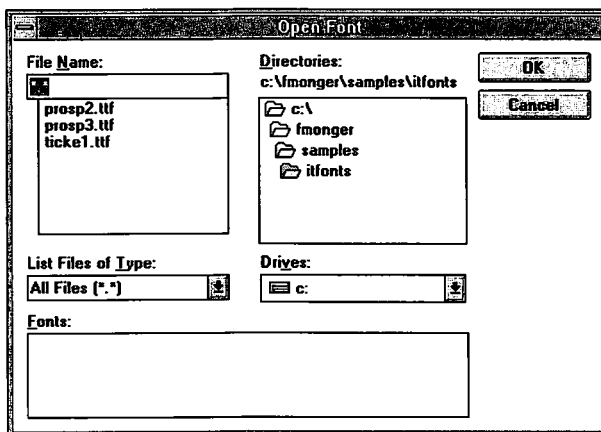 Open Font
File Name:
prosp2.ttf
prosp3.ttf
ticke1.ttf
Directories:
c:\fmonger\samples\itfonts
c:\
fmonger
samples
itfonts
OK
Cancel
List Files of Type:
All Files (*.*)
Drives:
c:
Fonts: